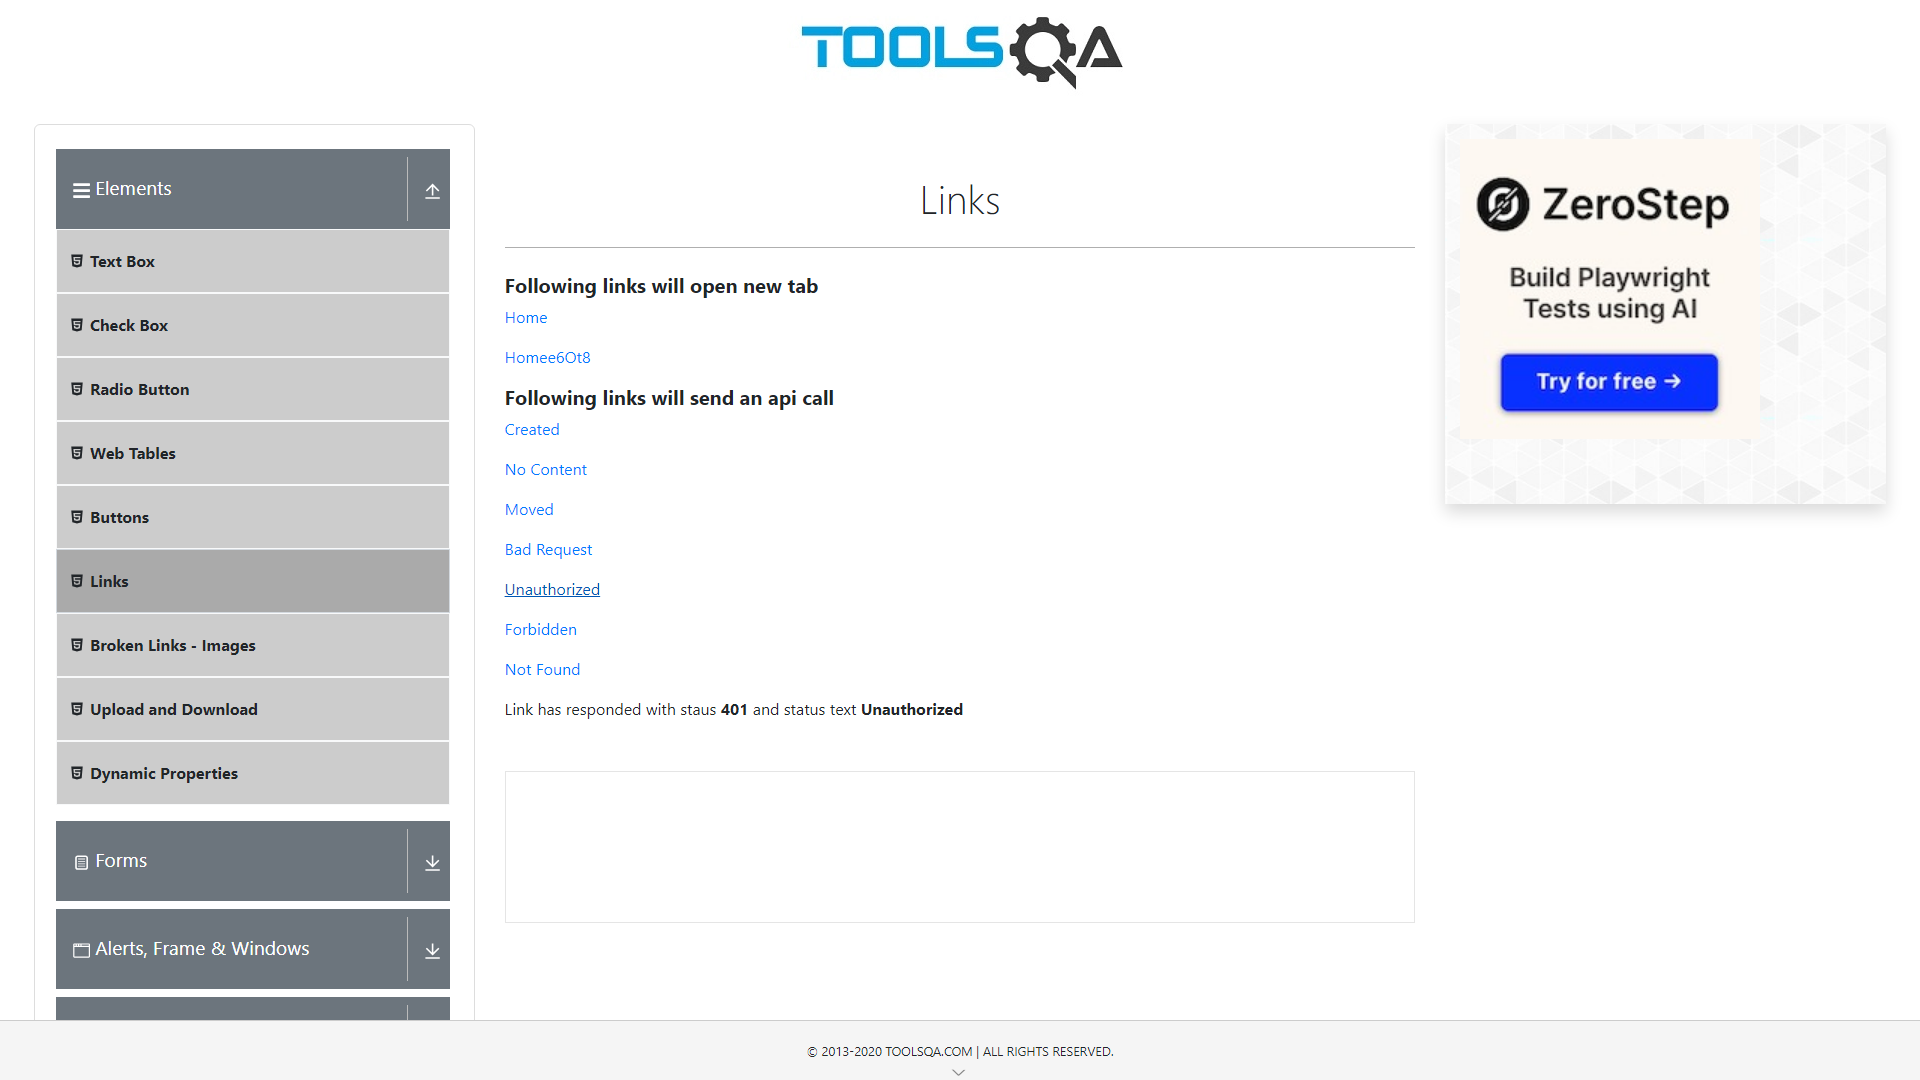 TOOLSQA
Elements
Text Box
Check Box
Radio Button
Web Tables
Buttons
Links
Broken Links - Images
Upload and Download
Dynamic Properties
Forms
Alerts, Frame & Windows
Links
Following links will open new tab
Home
Homee6Ot8
Following links will send an api call
Created
No Content
Moved
Bad Request
Unauthorized
Forbidden
Not Found
Link has responded with staus 401 and status text Unauthorized
ZeroStep
Build Playwright
Tests using AI
Try for free →
© 2013-2020 TOOLSQA.COM | ALL RIGHTS RESERVED.